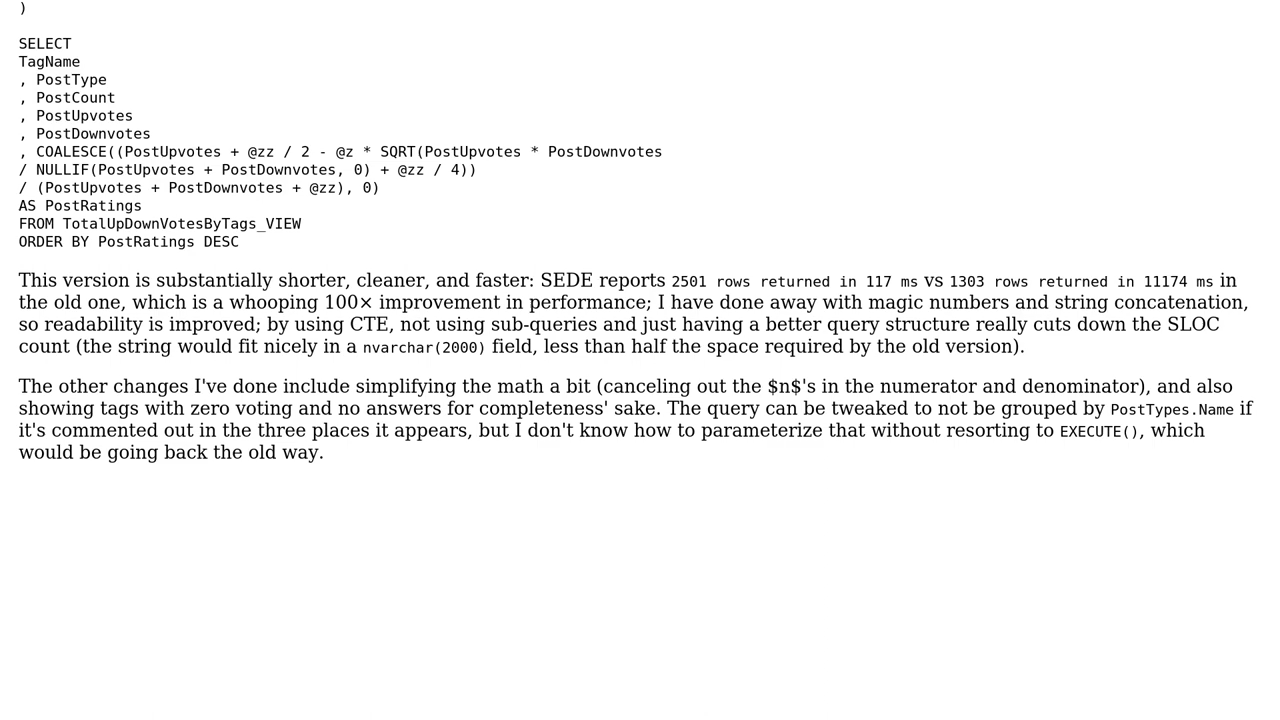 )
SELECT
TagName
, PostType
, PostCount
, PostUpvotes
, PostDownvotes
, COALESCE((PostUpvotes + @zz / 2 - @z * SQRT(PostUpvotes * PostDownvotes
/ NULLIF(PostUpvotes + PostDownvotes, 0) + @zz / 4))
/ (PostUpvotes + PostDownvotes + @zz), 0)
AS PostRatings
FROM TotalUpDownVotesByTags_VIEW
ORDER BY PostRatings DESC
This version is substantially shorter, cleaner, and faster: SEDE reports 2501 rows returned in 117 ms vs 1303 rows returned in 11174 ms in
the old one, which is a whooping 100× improvement in performance; I have done away with magic numbers and string concatenation,
so readability is improved; by using CTE, not using sub-queries and just having a better query structure really cuts down the SLOC
count (the string would fit nicely in a nvarchar(2000) field, less than half the space required by the old version).
The other changes I've done include simplifying the math a bit (canceling out the $n$'s in the numerator and denominator), and also
showing tags with zero voting and no answers for completeness' sake. The query can be tweaked to not be grouped by PostTypes.Name if
it's commented out in the three places it appears, but I don't know how to parameterize that without resorting to EXECUTE(), which
would be going back the old way.